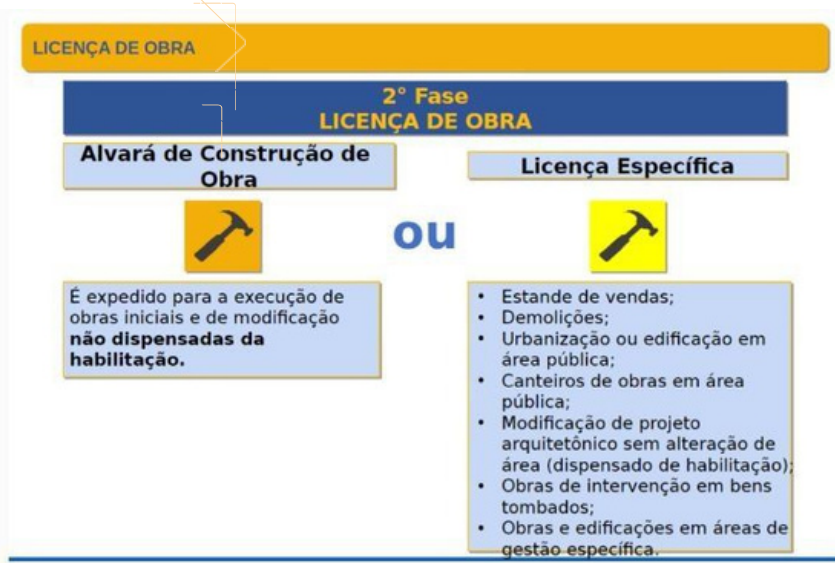 LICENÇA DE OBRA
2° Fase
LICENÇA DE OBRA
Alvará de Construção de
Obra
ou
Licença Específica
É expedido para a execução de
obras iniciais e de modificação
não dispensadas da
habilitação.
• Estande de vendas;
• Demolições;
• Urbanização ou edificação em
área pública;
• Canteiros de obras em área
pública;
• Modificação de projeto
arquitetônico sem alteração de
área (dispensado de habilitação);
• Obras de intervenção em bens
tombados;
• Obras e edificações em áreas de
gestão específica.